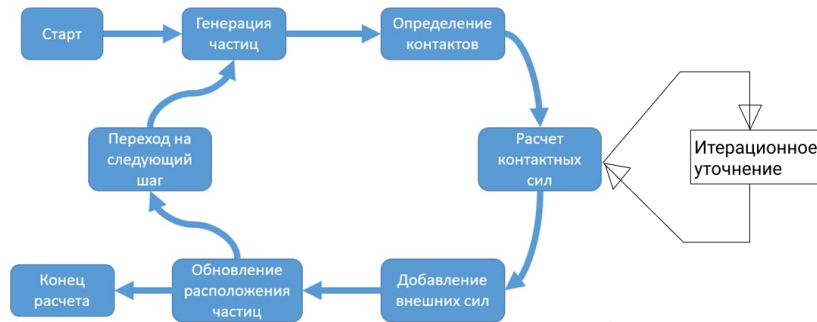 Старт
Генерация
частиц
Определение
контактов
Переход на
следующий
шаг
Расчет
контактных
сил
Итерационное
уточнение
Конец
расчета
Обновление
расположения
частиц
Добавление
внешних сил